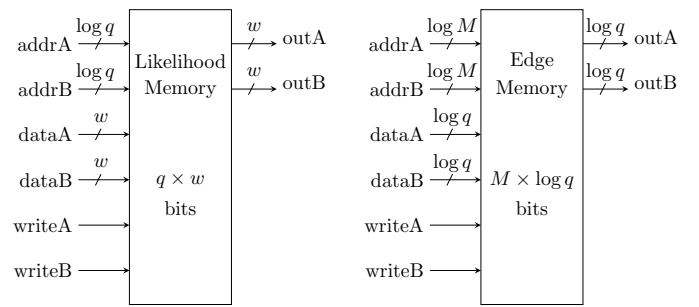 log q
addrA
log q
addrB
w
dataA
w
dataB
writeA
writeB
Likelihood
Memory
q × w
bits
w
outA
w
outB
log M
addrA
log M
addrB
log q
dataA
log q
dataB
writeA
writeB
Edge
Memory
M × log q
bits
log q
outA
log q
outB